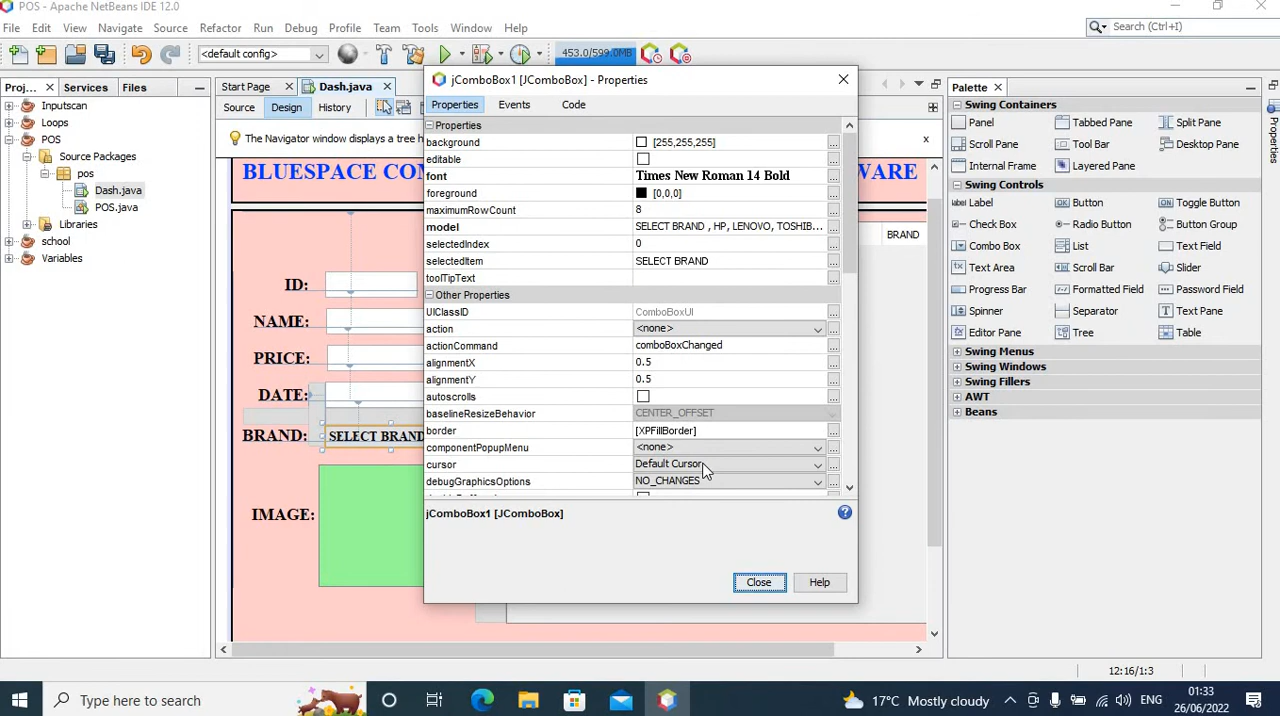 POS - Apache NetBeans IDE 12.0
File Edit View Navigate Source Refactor Run Debug Profile Team Tools Window Help
Search (Ctrl+I)
<default config>
453.0/599.0MB
Proj... Services Files
Inputscan
Loops
POS
Source Packages
pos
Dash.java
POS.java
Libraries
school
Variables
Start Page Dash.java
Source Design History
The Navigator window displays a tree h
BLUESPACE CO
WARE
BRAND
ID:
NAME:
PRICE:
DATE:
BRAND: SELECT BRAND
IMAGE:
jComboBox1 [JComboBox] - Properties
Properties Events Code
Properties
background [255,255,255]
editable
font Times New Roman 14 Bold
foreground [0,0,0]
maximumRowCount 8
model SELECT BRAND , HP, LENOVO, TOSHIB...
selectedIndex 0
selectedItem SELECT BRAND
toolTipText
Other Properties
UIClassID ComboBoxUI
action <none>
actionCommand comboBoxChanged
alignmentX 0.5
alignmentY 0.5
autoscrolls
baselineResizeBehavior CENTER_OFFSET
border [XPFillBorder]
componentPopupMenu <none>
cursor Default Cursor
debugGraphicsOptions NO_CHANGES
jComboBox1 [JComboBox]
Close Help
Palette
Swing Containers
Panel Tabbed Pane Split Pane
Scroll Pane Tool Bar Desktop Pane
Internal Frame Layered Pane
Swing Controls
Label Button Toggle Button
Check Box Radio Button Button Group
Combo Box List Text Field
Text Area Scroll Bar Slider
Progress Bar Formatted Field Password Field
Spinner Separator Text Pane
Editor Pane Tree Table
Swing Menus
Swing Windows
Swing Fillers
AWT
Beans
Properties
12:16/1:3
Type here to search
17°C Mostly cloudy
ENG
01:33
26/06/2022